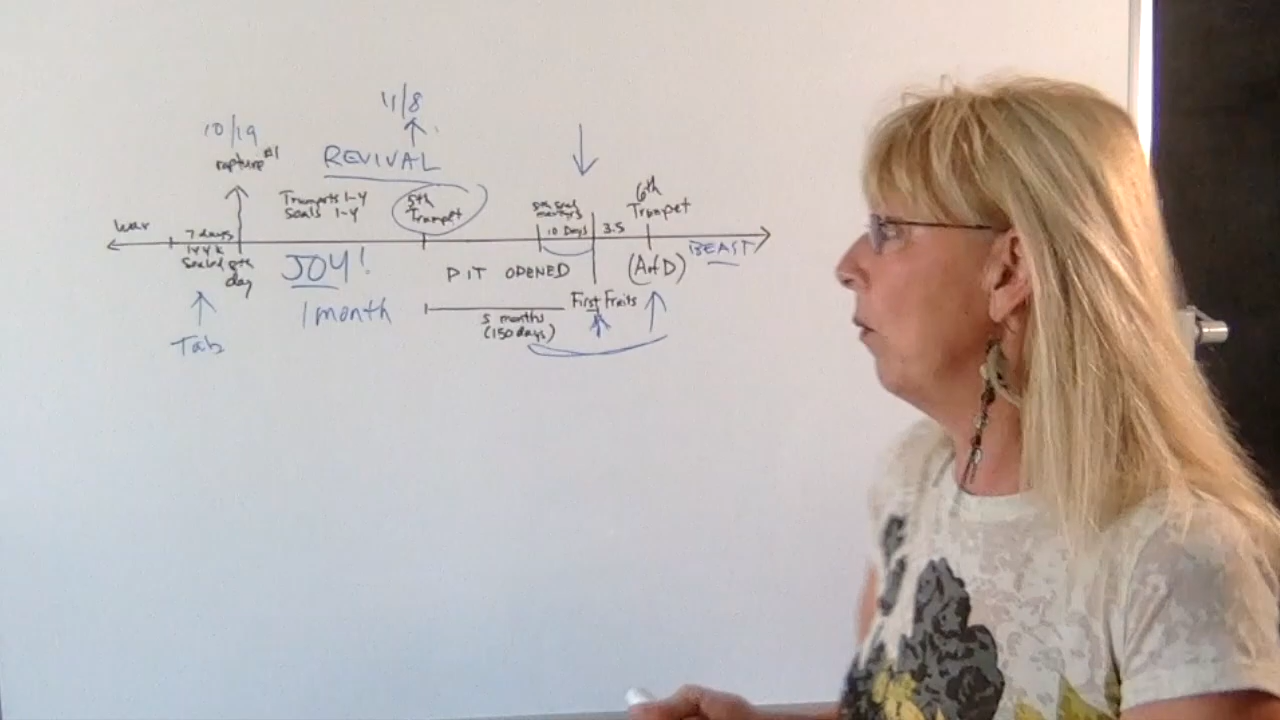 11/8
10/19
rapture #1
REVIVAL
Trumpets 1-4
Seals 1-4
5th
Trumpet
5th Seal
martyrs
6th
Trumpet
war
7 days
10 Days
3.5
144k
Sealed 8th
day
JOY!
PIT OPENED
(AofD)
BEAST
1 month
First Fruits
5 months
(150 days)
Tab